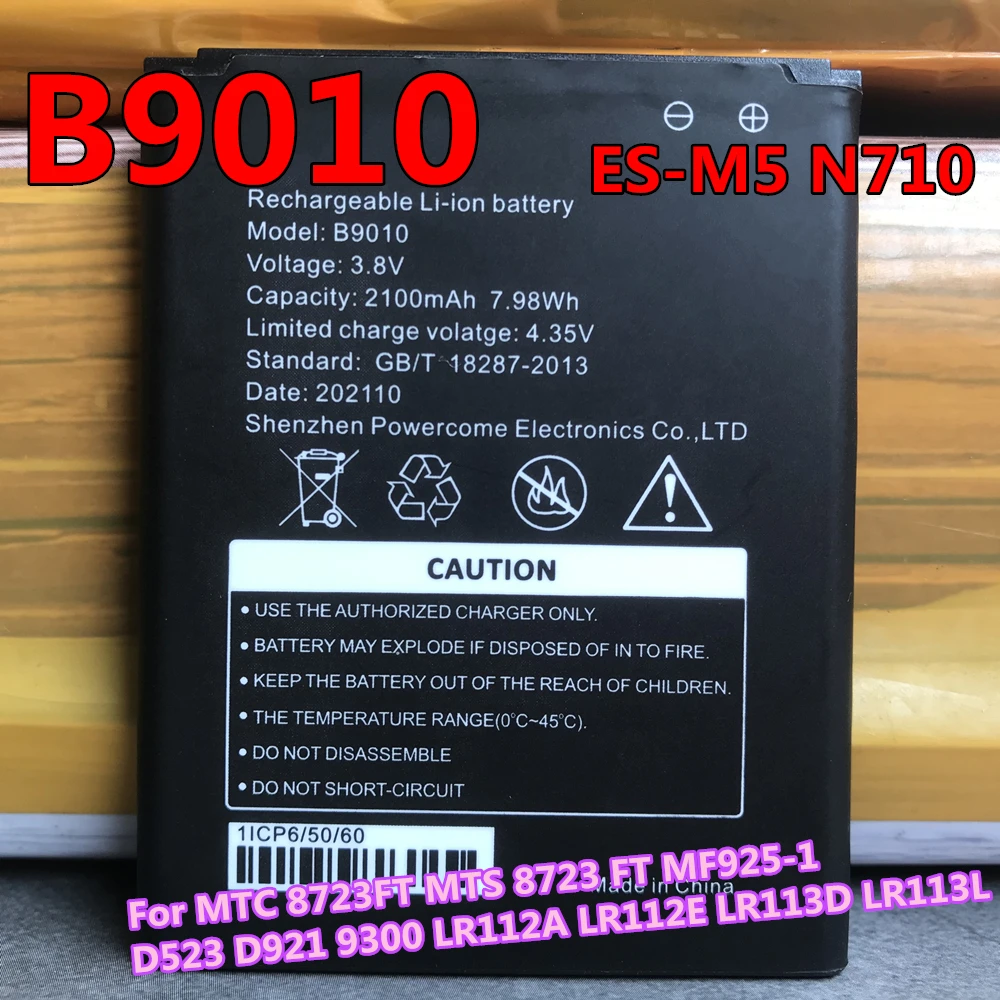 B9010
ES-M5 N710
Rechargeable Li-ion battery
Model: B9010
Voltage: 3.8V
Capacity: 2100mAh 7.98Wh
Limited charge volatge: 4.35V
Standard: GB/T 18287-2013
Date: 202110
Shenzhen Powercome Electronics Co.,LTD
CAUTION
• USE THE AUTHORIZED CHARGER ONLY.
• BATTERY MAY EXPLODE IF DISPOSED OF IN TO FIRE.
• KEEP THE BATTERY OUT OF THE REACH OF CHILDREN.
• THE TEMPERATURE RANGE(0°C~45°C).
• DO NOT DISASSEMBLE
• DO NOT SHORT-CIRCUIT
1ICP6/50/60
Made in China
For MTC 8723FT MTS 8723 FT MF925-1
D523 D921 9300 LR112A LR112E LR113D LR113L